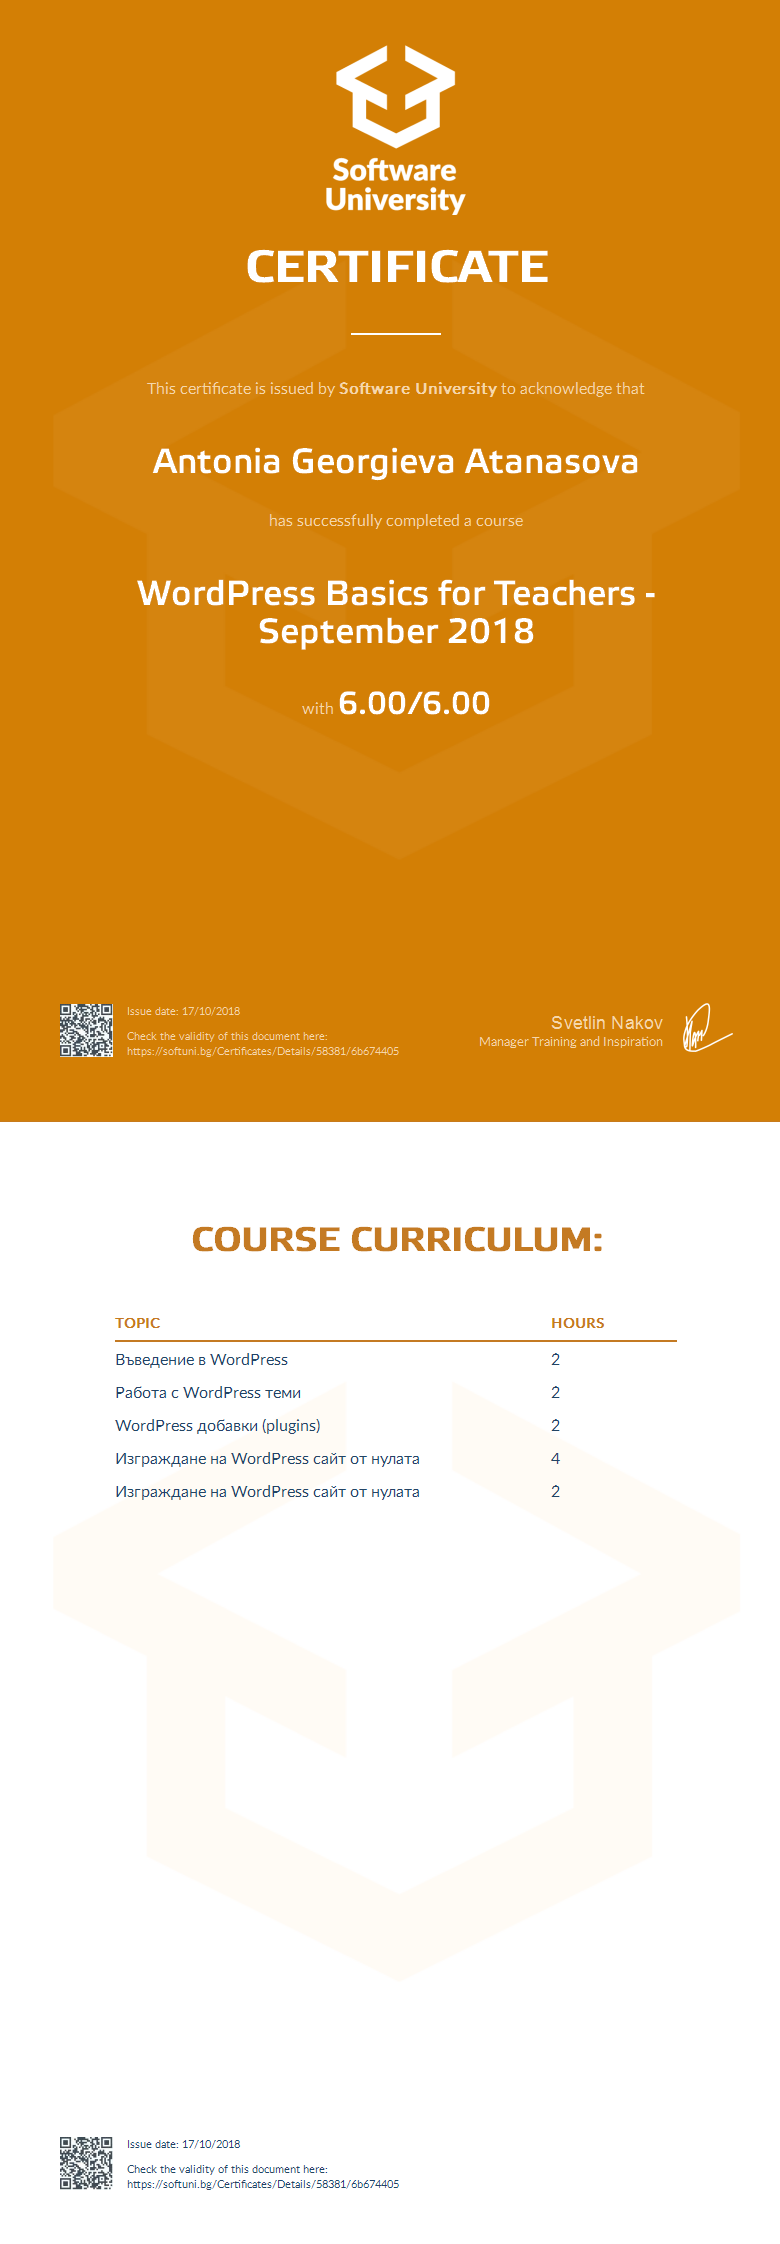 Software
University
CERTIFICATE
This certificate is issued by Software University to acknowledge that
Antonia Georgieva Atanasova
has successfully completed a course
WordPress Basics for Teachers -
September 2018
with 6.00/6.00
Issue date: 17/10/2018
Check the validity of this document here:
https://softuni.bg/Certificates/Details/58381/6b674405
Svetlin Nakov
Manager Training and Inspiration
COURSE CURRICULUM:
TOPIC HOURS
Въведение в WordPress 2
Работа с WordPress теми 2
WordPress добавки (plugins) 2
Изграждане на WordPress сайт от нулата 4
Изграждане на WordPress сайт от нулата 2
Issue date: 17/10/2018
Check the validity of this document here:
https://softuni.bg/Certificates/Details/58381/6b674405